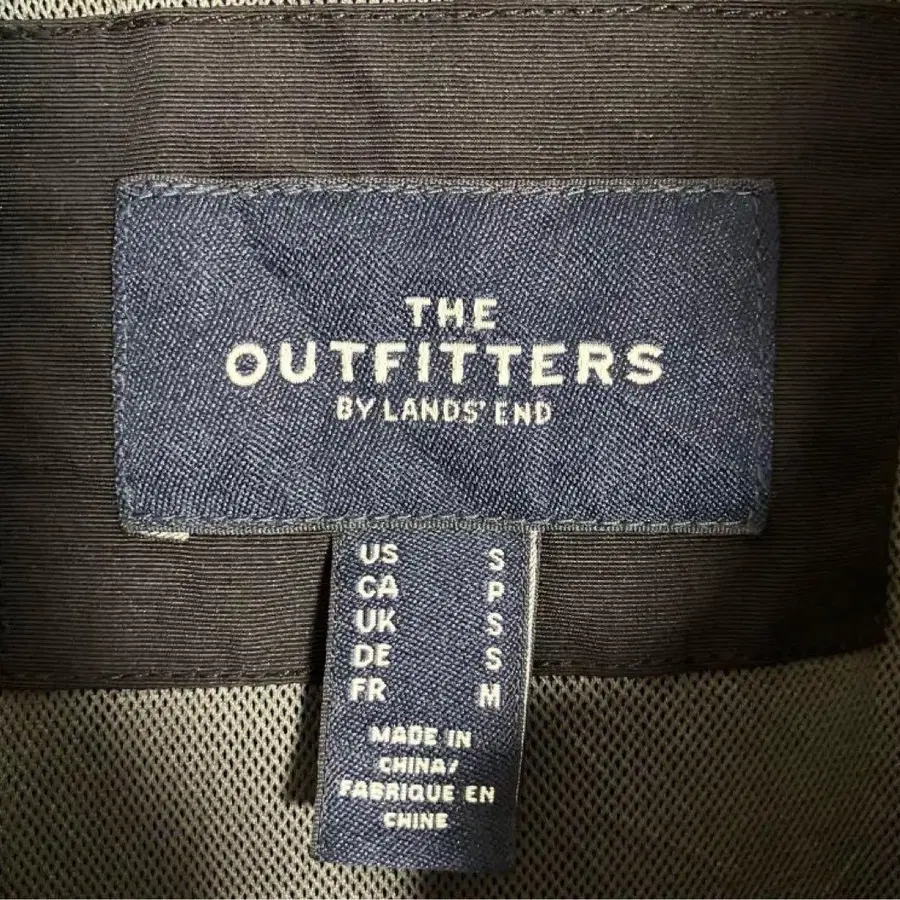 THE
OUTFITTERS
BY LANDS' END
US S
CA P
UK S
DE S
FR M
MADE IN
CHINA/
FABRIQUE EN
CHINE